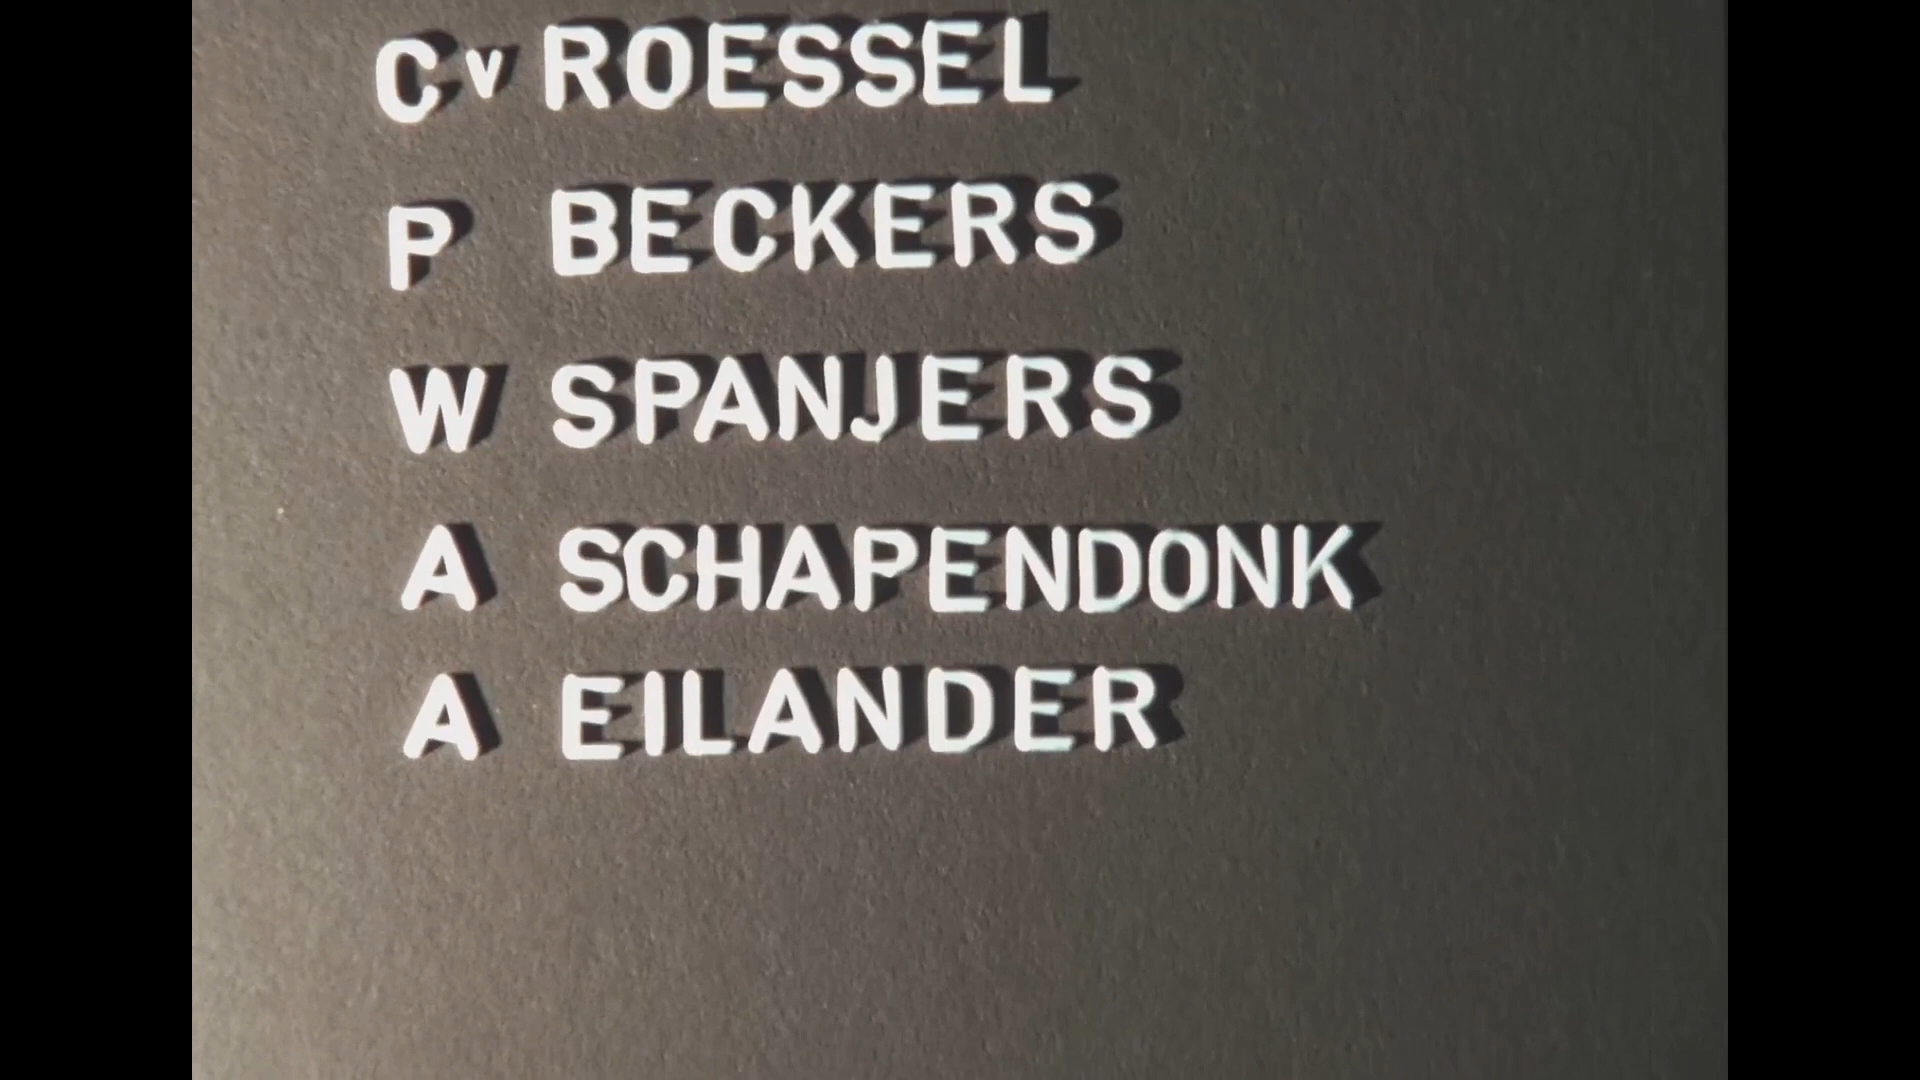 C v ROESSEL
P BECKERS
W SPANJERS
A SCHAPENDONK
A EILANDER